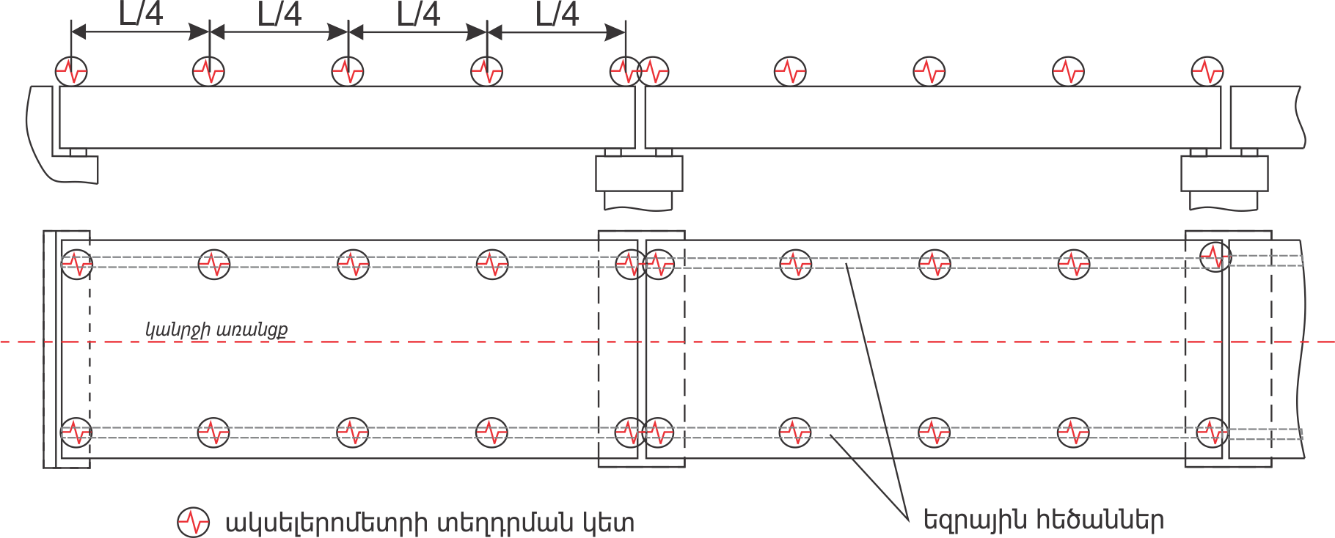 L/4 L/4 L/4 L/4
կանրջի առանցք
ակսելերոմետրի տեղդրման կետ
եզրային հեծաններ